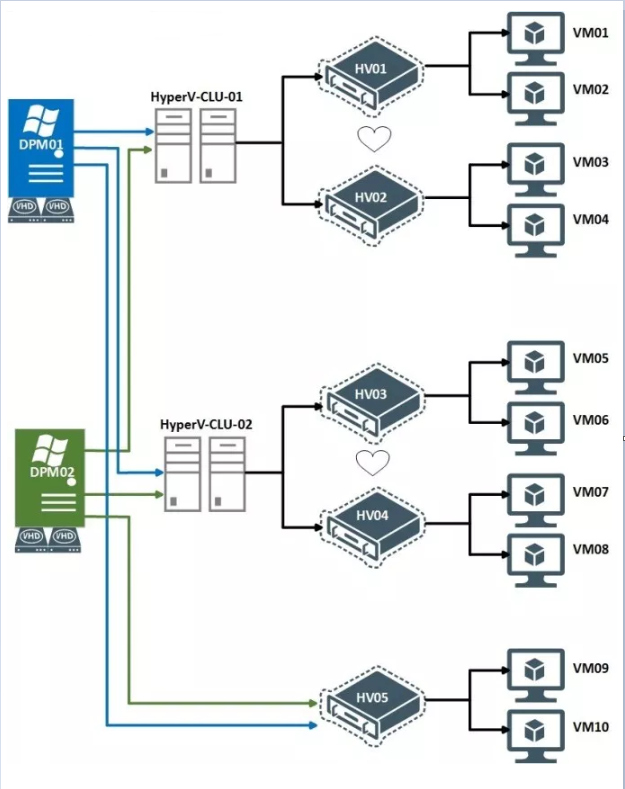 VM01
HyperV-CLU-01
HV01
VM02
DPM01
VHD VHD
VM03
HV02
VM04
VM05
HV03
VM06
HyperV-CLU-02
DPM02
VM07
HV04
VHD VHD
VM08
VM09
HV05
VM10